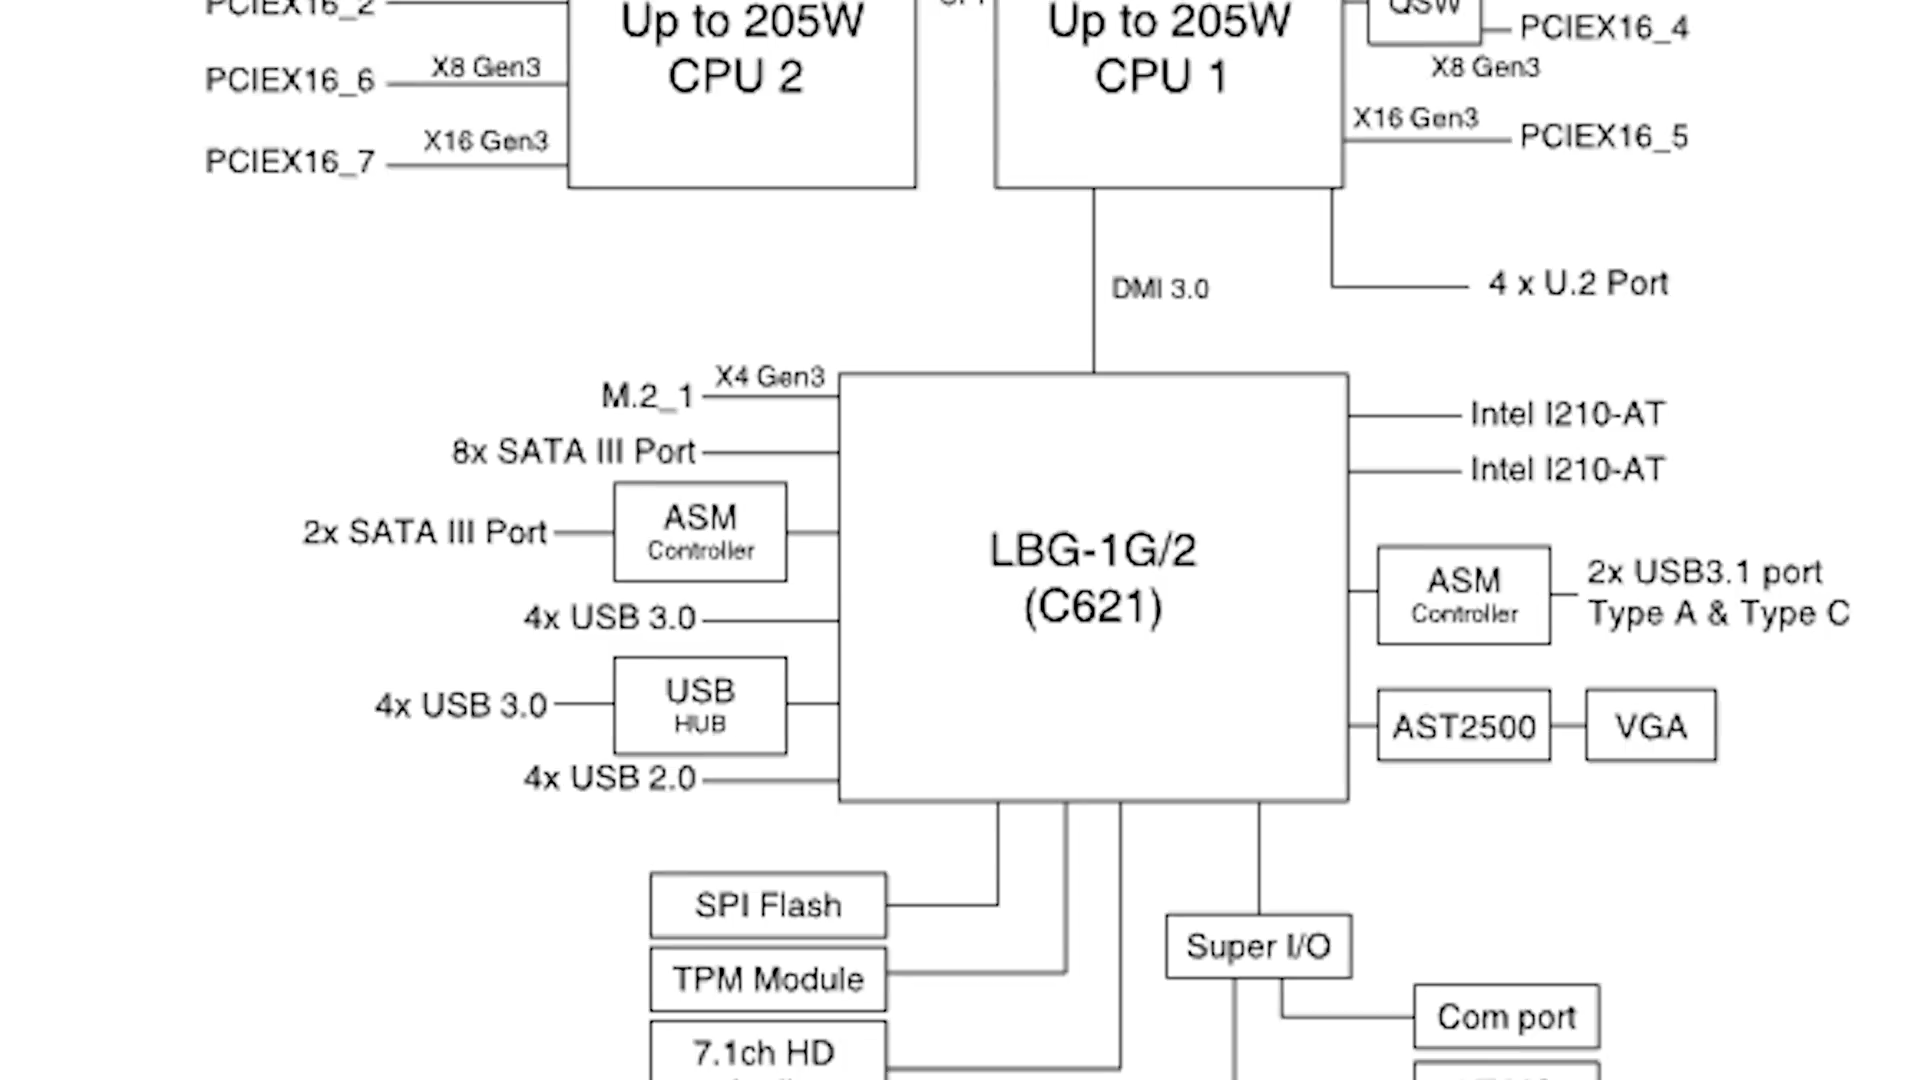 PCIEX16_2
Up to 205W
CPU 2
Up to 205W
CPU 1
QSW
PCIEX16_4
X8 Gen3
PCIEX16_6
X8 Gen3
X16 Gen3
PCIEX16_5
PCIEX16_7
X16 Gen3
DMI 3.0
4 x U.2 Port
M.2_1
X4 Gen3
8x SATA III Port
2x SATA III Port
ASM
Controller
4x USB 3.0
4x USB 3.0
USB
HUB
4x USB 2.0
LBG-1G/2
(C621)
Intel I210-AT
Intel I210-AT
ASM
Controller
2x USB3.1 port
Type A & Type C
AST2500
VGA
SPI Flash
TPM Module
7.1ch HD
Super I/O
Com port